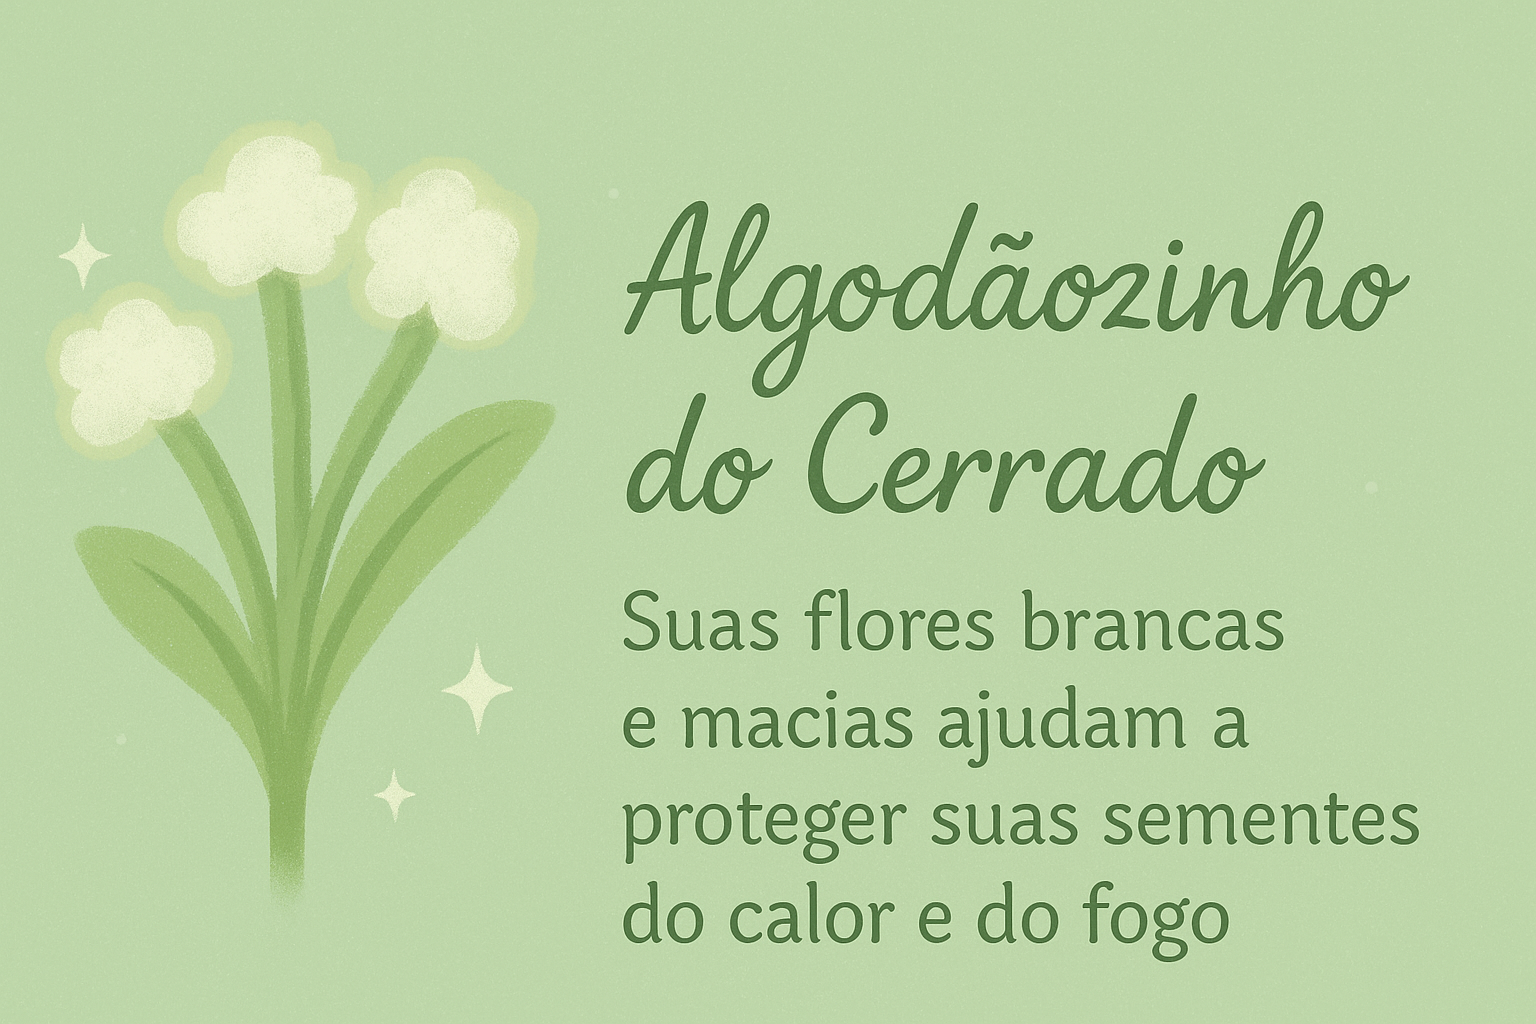 Algodãozinho
do Cerrado
Suas flores brancas
e macias ajudam a
proteger suas sementes
do calor e do fogo